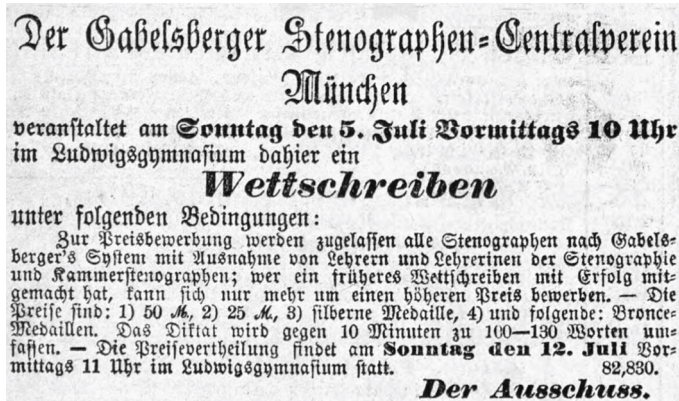 Der Gabelsberger Stenographen-Centralverein
München
veranstaltet am Sonntag den 5. Juli Vormittags 10 Uhr
im Ludwigsgymnasium dahier ein
Wettschreiben
unter folgenden Bedingungen:
Zur Preisbewerbung werden zugelassen alle Stenographen nach Gabels-
berger's System mit Ausnahme von Lehrern und Lehrerinen der Stenographie
und Kammerstenographen; wer ein früheres Wettschreiben mit Erfolg mit-
gemacht hat, kann sich nur mehr um einen höheren Preis bewerben. — Die
Preise sind: 1) 50 M., 2) 25 M., 3) silberne Medaille, 4) und folgende: Bronce-
Medaillen. Das Diktat wird gegen 10 Minuten zu 100—130 Worten um-
fassen. — Die Preisevertheilung findet am Sonntag den 12. Juli Vor-
mittags 11 Uhr im Ludwigsgymnasium statt. 82,830.
Der Ausschuss.